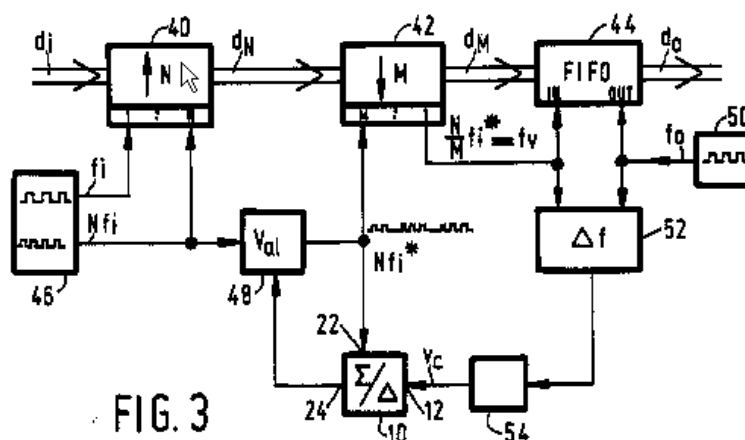 40
42
44
di
dN
dM
do
↑ N
↓ M
FIFO
IN
OUT
50
N/M fi* = fv
fo
fi
Nfi
Val
Nfi*
Δf
52
46
48
22
Vc
24
Σ/Δ
12
10
54
FIG. 3